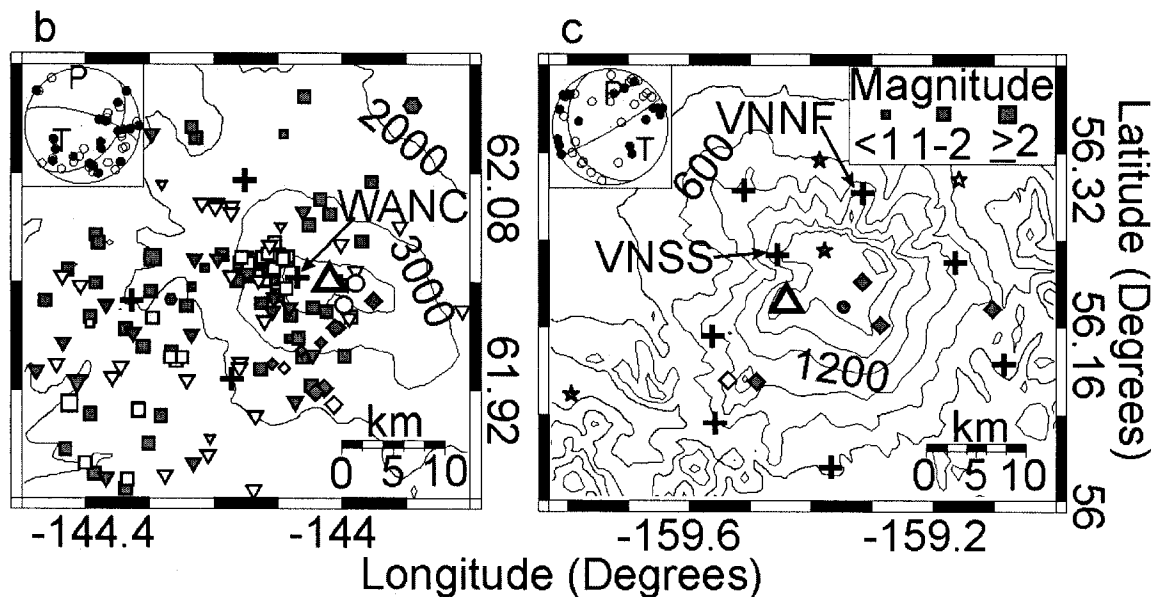 b
P
T
2000
3000
WANC
62.08
61.92
km
0 5 10
-144.4 -144
c
P
T
Magnitude
<1 1-2 ≥2
VNNF
VNSS
600
1200
km
0 5 10
56.32
56.16
56
Latitude (Degrees)
-159.6 -159.2
Longitude (Degrees)